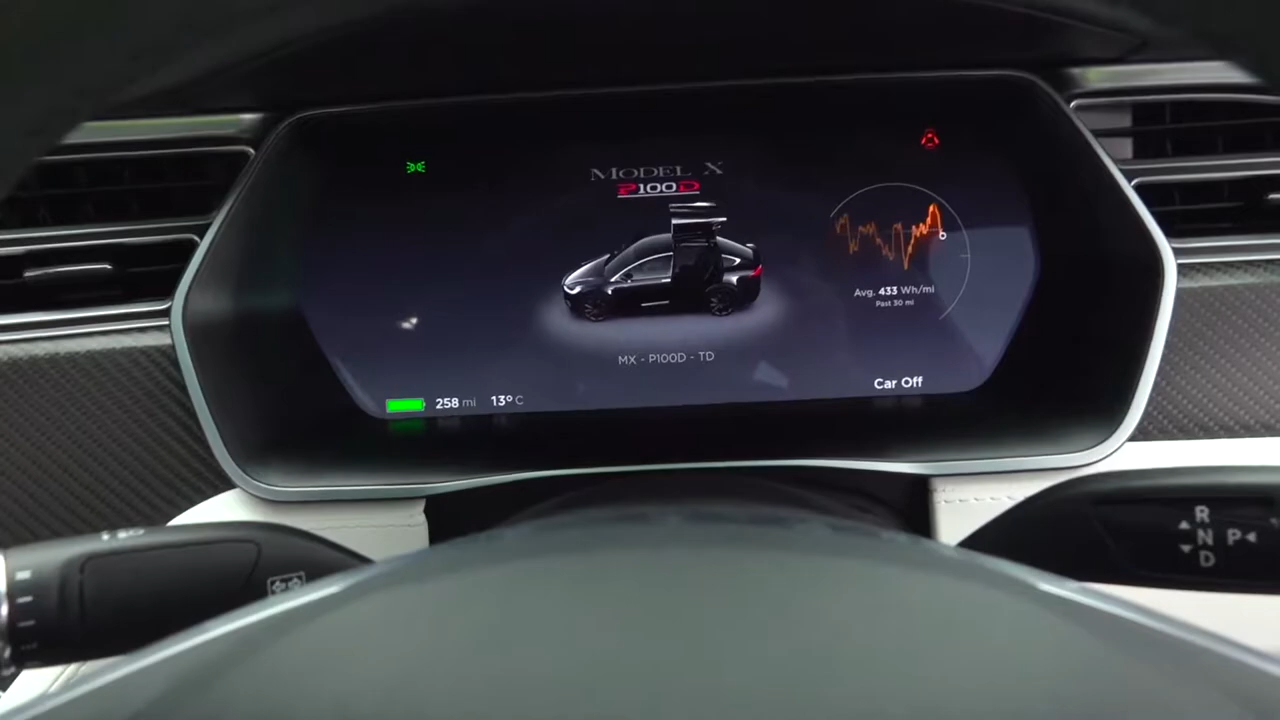 MODEL X
P100D
Avg. 433 Wh/mi
Past 30 mi
MX - P100D - TD
Car Off
258 mi 13° C
R
N P
D